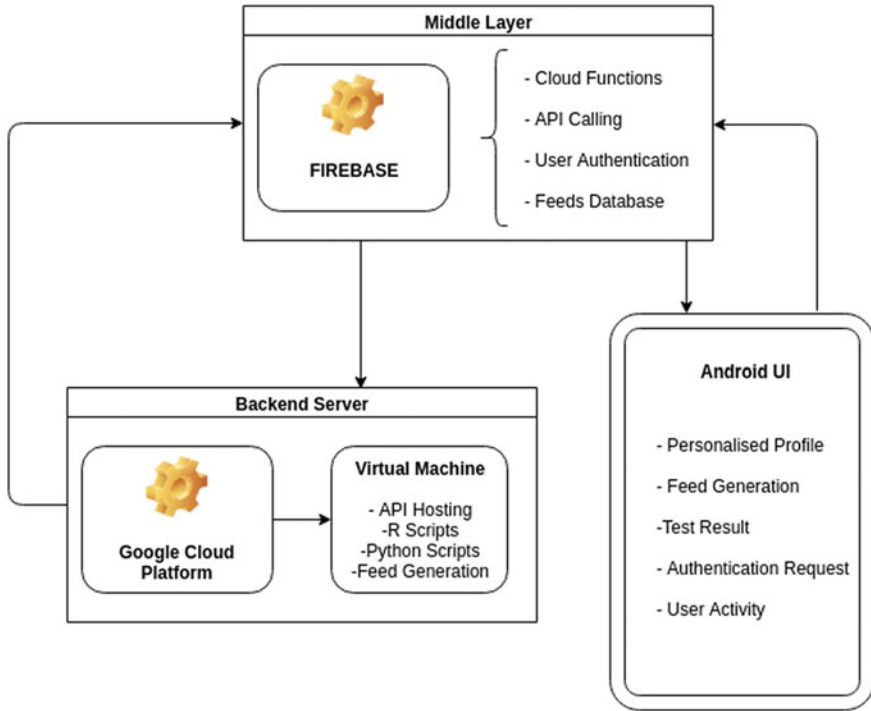 Middle Layer
FIREBASE
- Cloud Functions
- API Calling
- User Authentication
- Feeds Database
Backend Server
Google Cloud
Platform
Virtual Machine
- API Hosting
-R Scripts
-Python Scripts
-Feed Generation
Android UI
- Personalised Profile
- Feed Generation
-Test Result
- Authentication Request
- User Activity